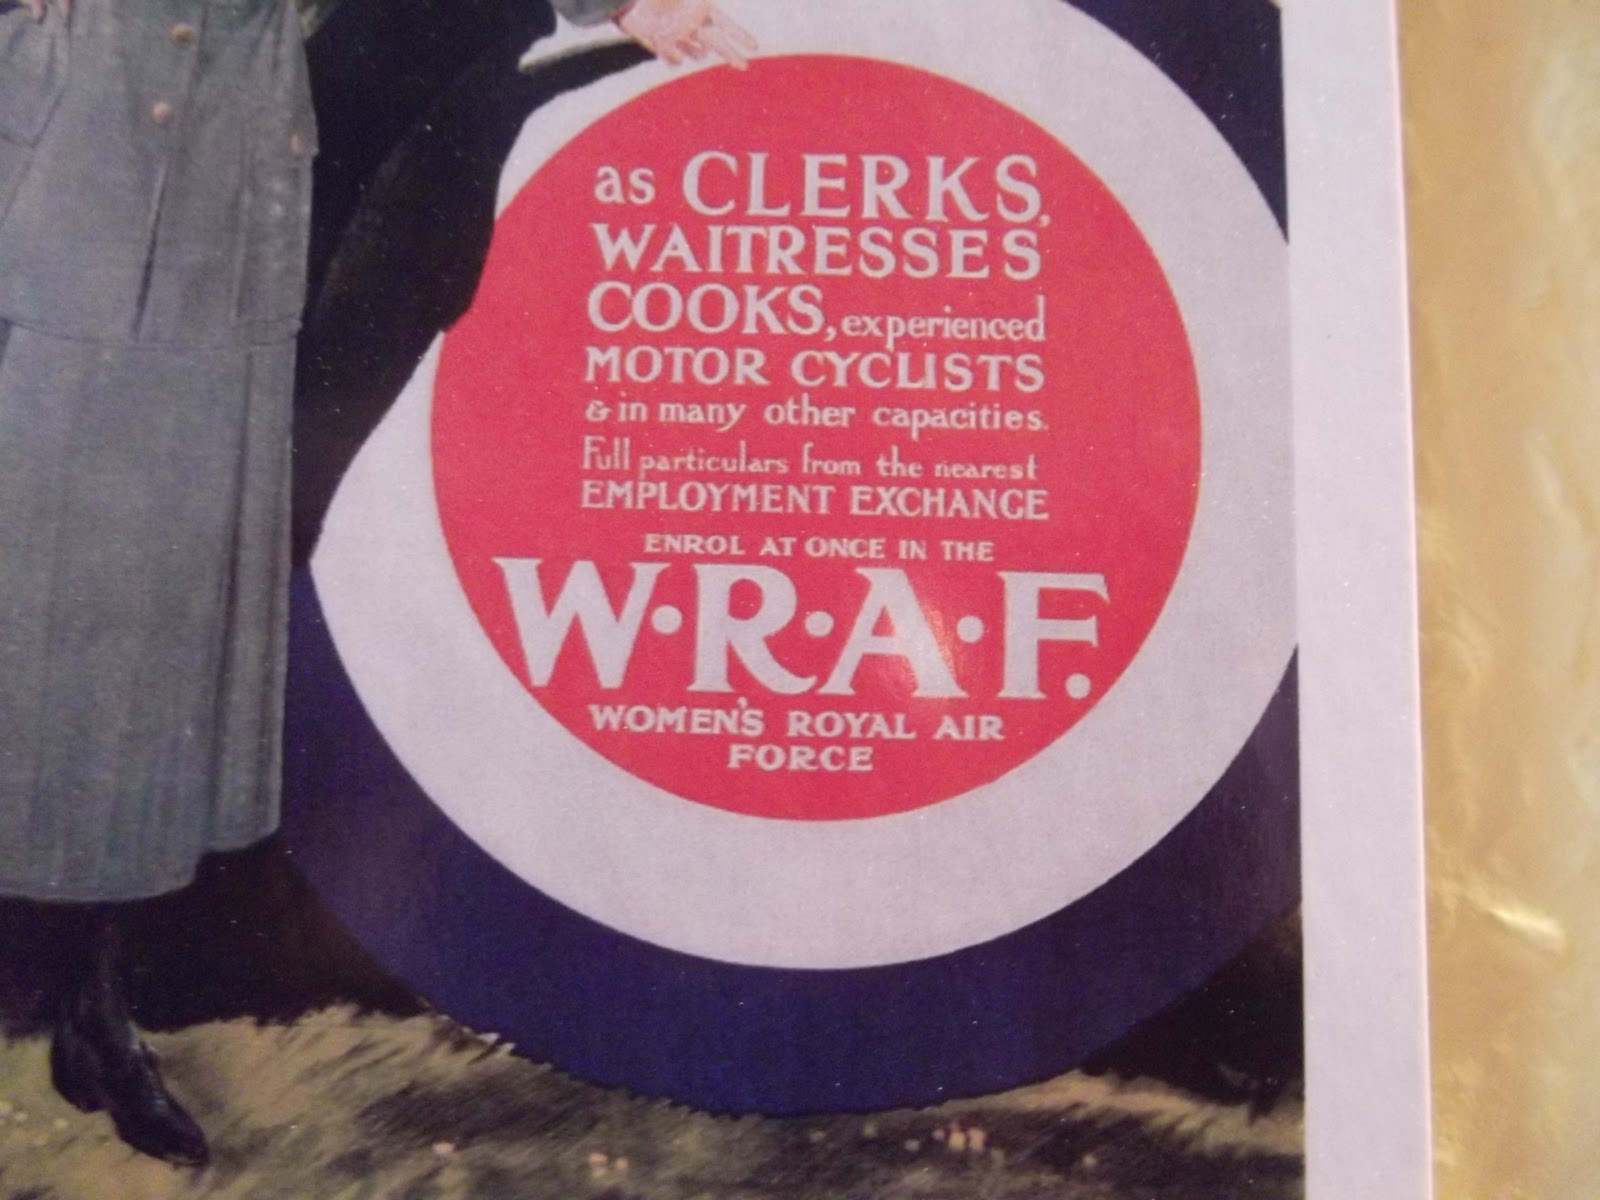 as CLERKS,
WAITRESSES
COOKS, experienced
MOTOR CYCLISTS
& in many other capacities.
Full particulars from the nearest
EMPLOYMENT EXCHANGE
ENROL AT ONCE IN THE
W·R·A·F.
WOMEN'S ROYAL AIR
FORCE